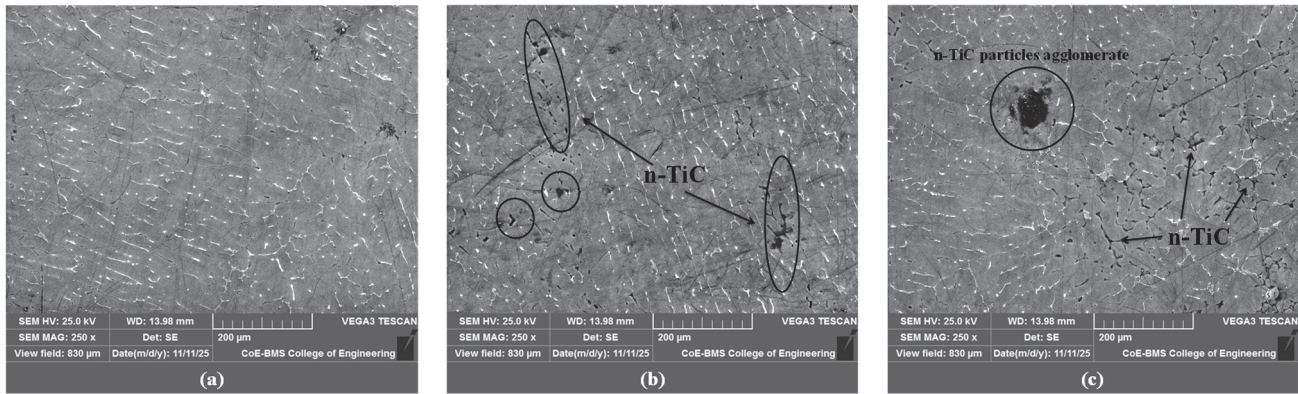 n-TiC
n-TiC particles agglomerate
n-TiC
SEM HV: 25.0 kV WD: 13.98 mm VEGA3 TESCAN
SEM MAG: 250 x Det: SE 200 µm
View field: 830 µm Date(m/d/y): 11/11/25 CoE-BMS College of Engineering
(a)
SEM HV: 25.0 kV WD: 13.98 mm VEGA3 TESCAN
SEM MAG: 250 x Det: SE 200 µm
View field: 830 µm Date(m/d/y): 11/11/25 CoE-BMS College of Engineering
(b)
SEM HV: 25.0 kV WD: 13.98 mm VEGA3 TESCAN
SEM MAG: 250 x Det: SE 200 µm
View field: 830 µm Date(m/d/y): 11/11/25 CoE-BMS College of Engineering
(c)